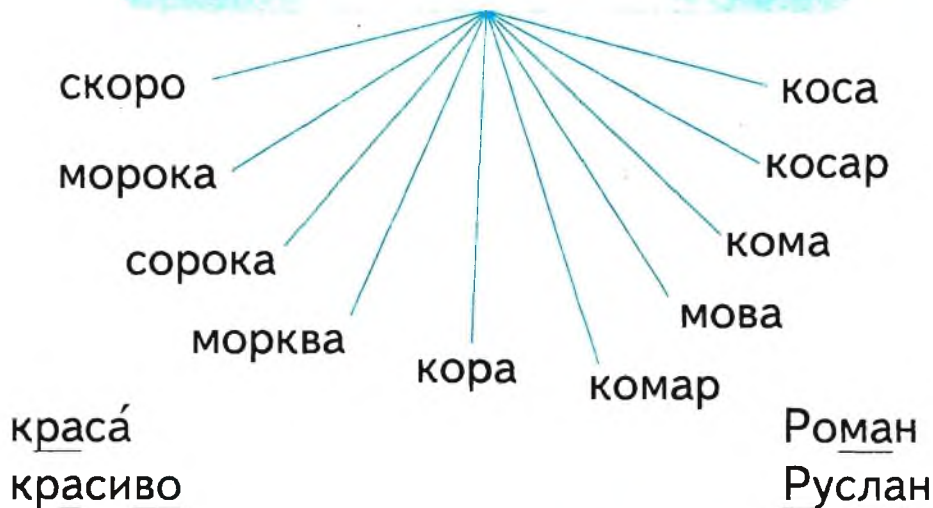 скоро
коса
морока
косар
сорока
кома
морква
мова
кора
комар
краса́
Роман
красиво
Руслан